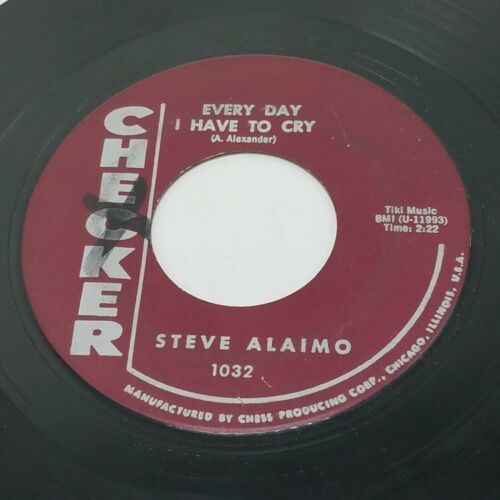 CHECKER
EVERY DAY
I HAVE TO CRY
(A. Alexander)
Tiki Music
BMI (U-11993)
Time: 2:22
STEVE ALAIMO
1032
MANUFACTURED BY CHESS PRODUCING CORP., CHICAGO, ILLINOIS, U.S.A.